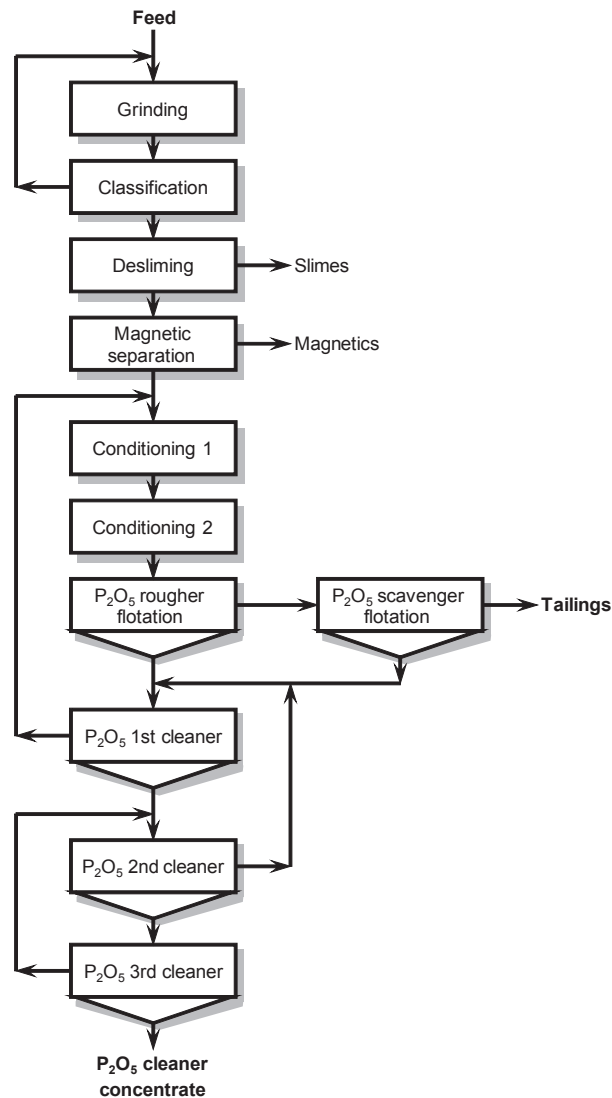 Feed
Grinding
Classification
Desliming
Slimes
Magnetic
separation
Magnetics
Conditioning 1
Conditioning 2
P₂O₅ rougher
flotation
P₂O₅ scavenger
flotation
Tailings
P₂O₅ 1st cleaner
P₂O₅ 2nd cleaner
P₂O₅ 3rd cleaner
P₂O₅ cleaner
concentrate